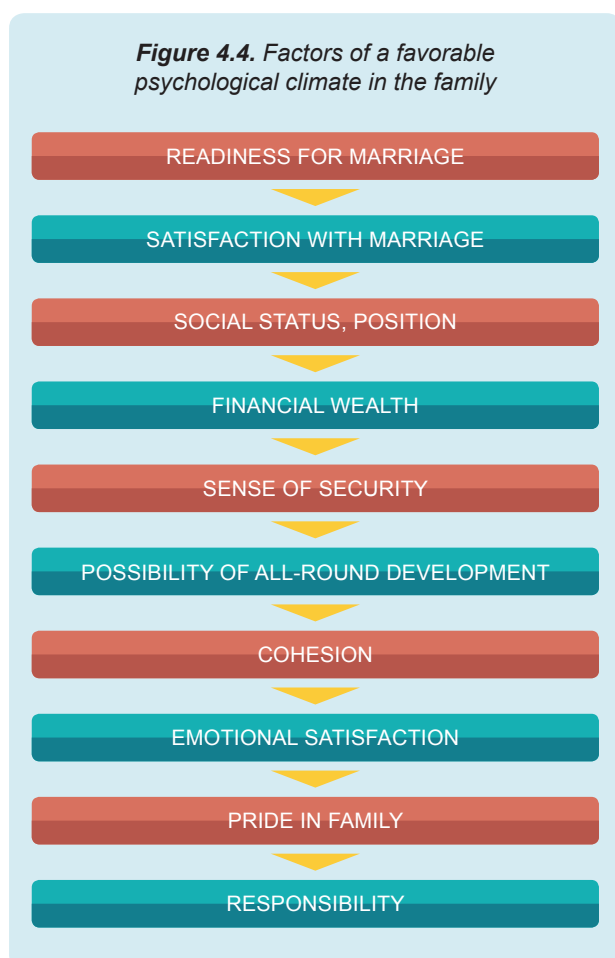 Figure 4.4. Factors of a favorable
psychological climate in the family
READINESS FOR MARRIAGE
SATISFACTION WITH MARRIAGE
SOCIAL STATUS, POSITION
FINANCIAL WEALTH
SENSE OF SECURITY
POSSIBILITY OF ALL-ROUND DEVELOPMENT
COHESION
EMOTIONAL SATISFACTION
PRIDE IN FAMILY
RESPONSIBILITY